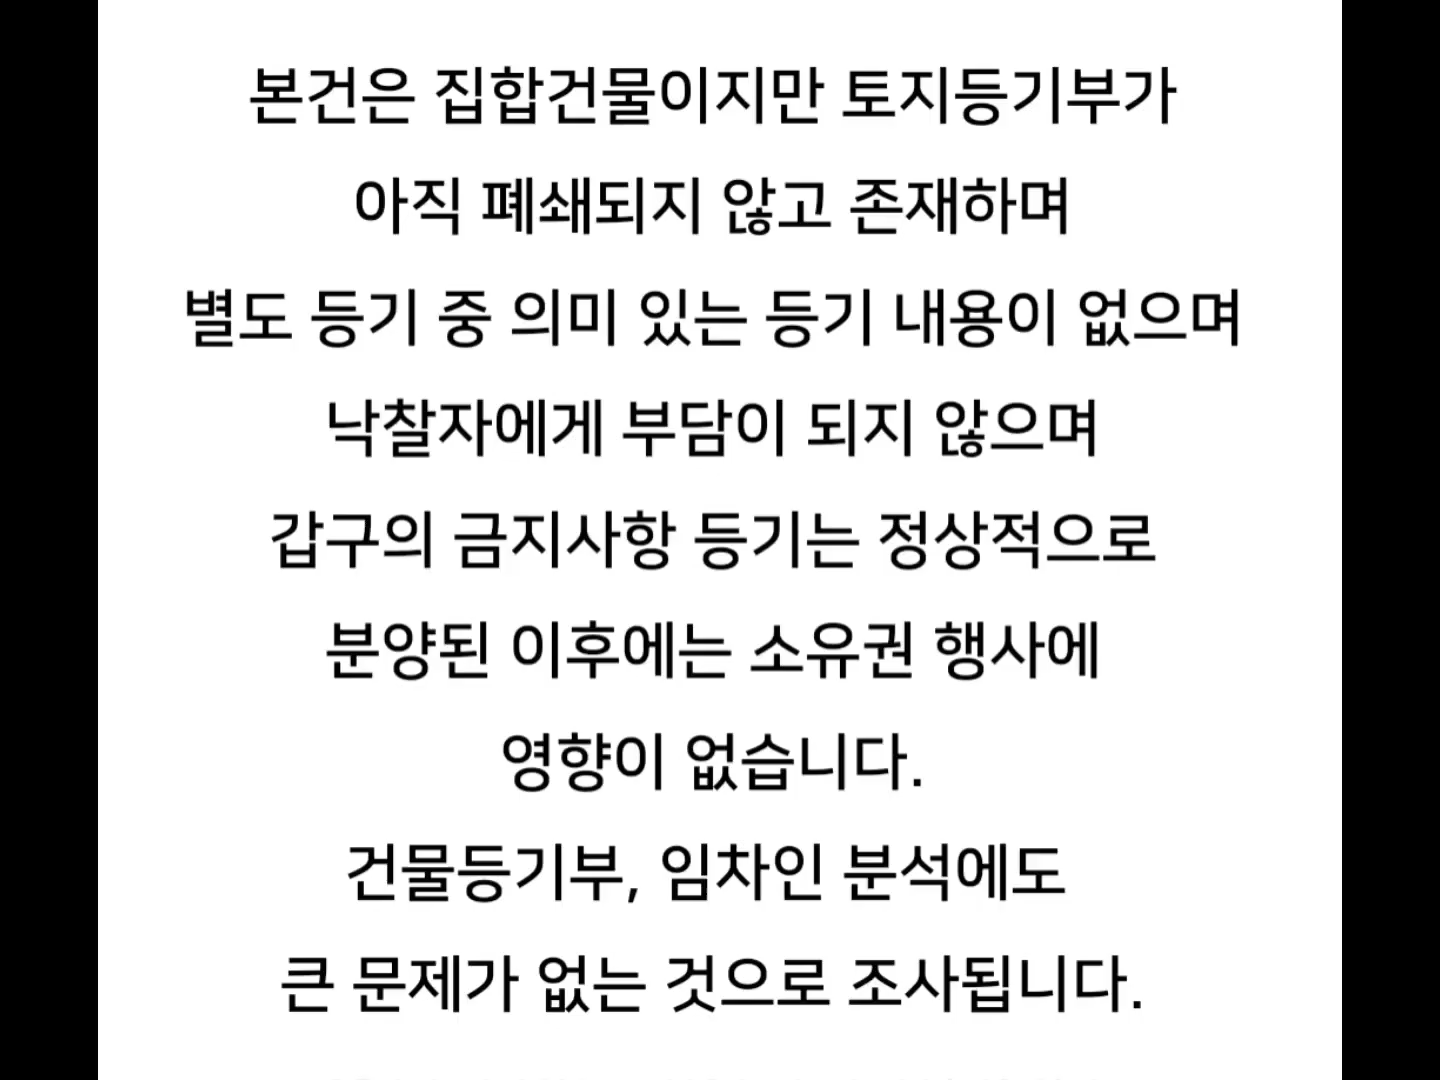 본건은 집합건물이지만 토지등기부가
아직 폐쇄되지 않고 존재하며
별도 등기 중 의미 있는 등기 내용이 없으며
낙찰자에게 부담이 되지 않으며
갑구의 금지사항 등기는 정상적으로
분양된 이후에는 소유권 행사에
영향이 없습니다.
건물등기부, 임차인 분석에도
큰 문제가 없는 것으로 조사됩니다.